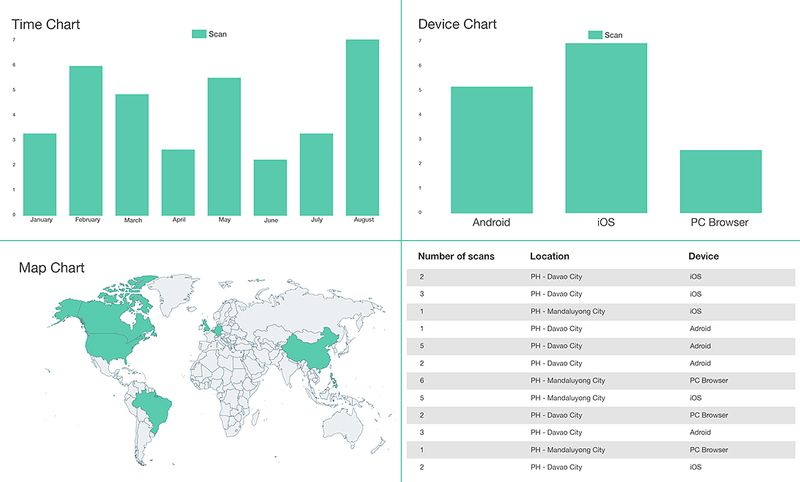 Time Chart
Scan
7
6
5
4
3
2
1
0
January February March April May June July August
Device Chart
Scan
7
6
5
4
3
2
1
0
Android iOS PC Browser
Map Chart
Number of scans Location Device
2 PH - Davao City iOS
3 PH - Davao City iOS
1 PH - Mandaluyong City iOS
1 PH - Davao City Adroid
5 PH - Davao City Adroid
2 PH - Davao City Adroid
6 PH - Mandaluyong City PC Browser
5 PH - Mandaluyong City iOS
2 PH - Davao City PC Browser
3 PH - Davao City Adroid
1 PH - Mandaluyong City PC Browser
2 PH - Davao City iOS